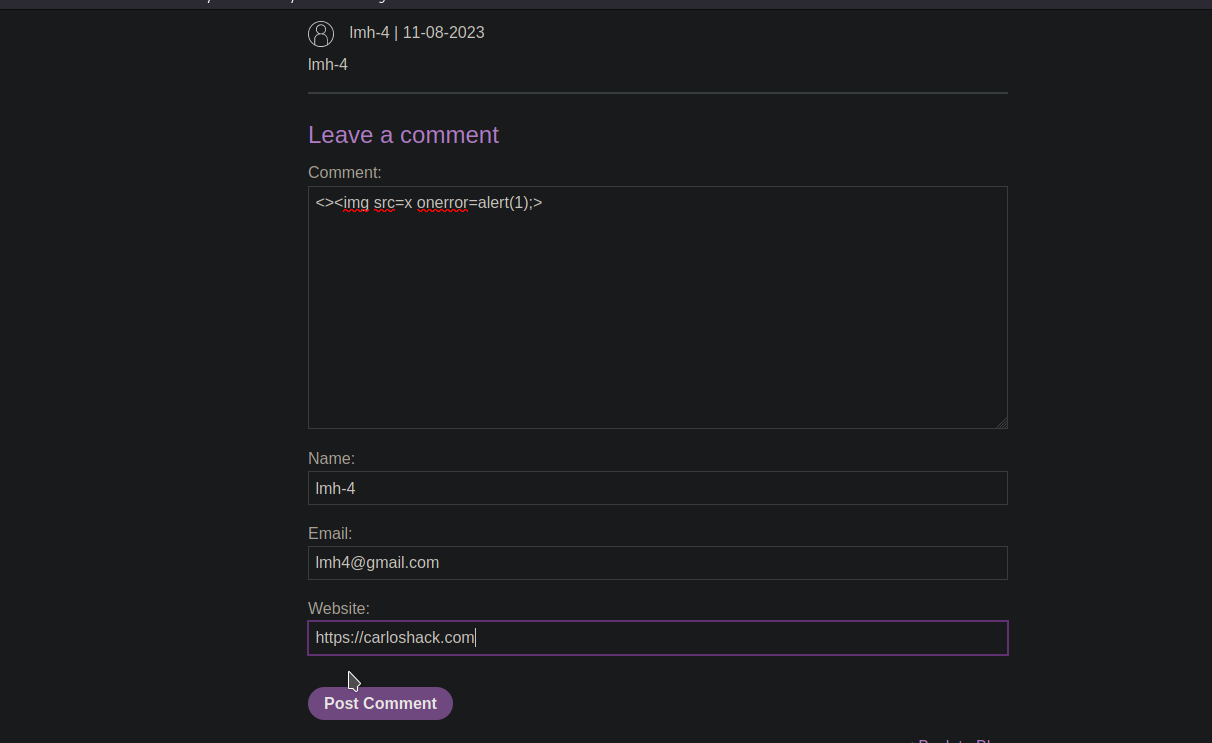 lmh-4 | 11-08-2023
lmh-4
Leave a comment
Comment:
<><img src=x onerror=alert(1);>
Name:
lmh-4
Email:
lmh4@gmail.com
Website:
https://carloshack.com
Post Comment